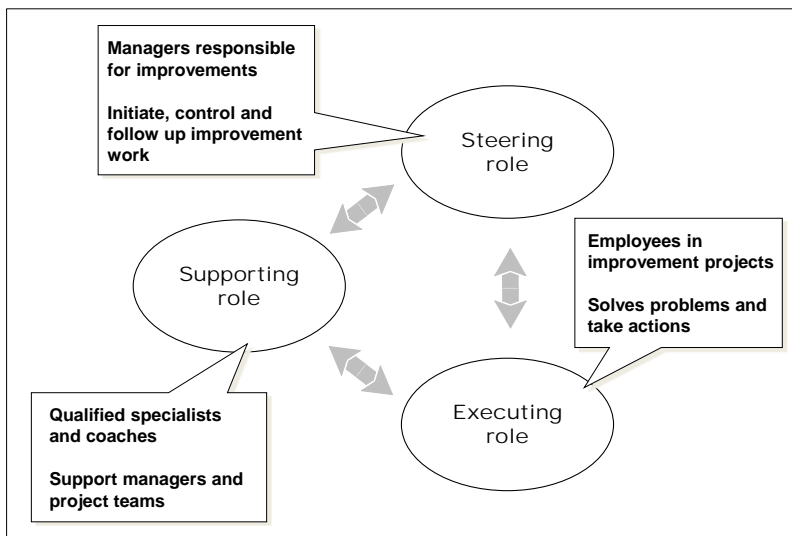 Managers responsible
for improvements
Initiate, control and
follow up improvement
work
Steering
role
Employees in
improvement projects
Solves problems and
take actions
Supporting
role
Executing
role
Qualified specialists
and coaches
Support managers and
project teams